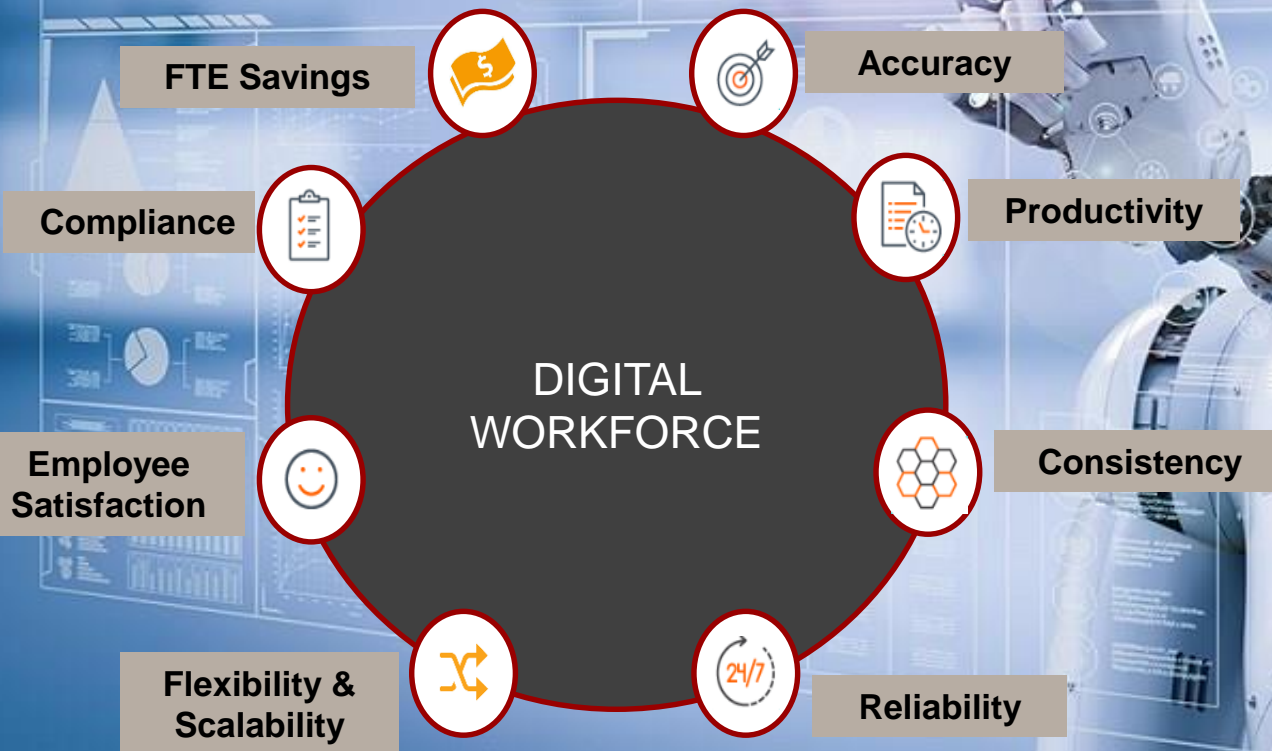 FTE Savings
$
Accuracy
Compliance
Productivity
DIGITAL
WORKFORCE
Employee
Satisfaction
Consistency
Flexibility &
Scalability
24/7
Reliability